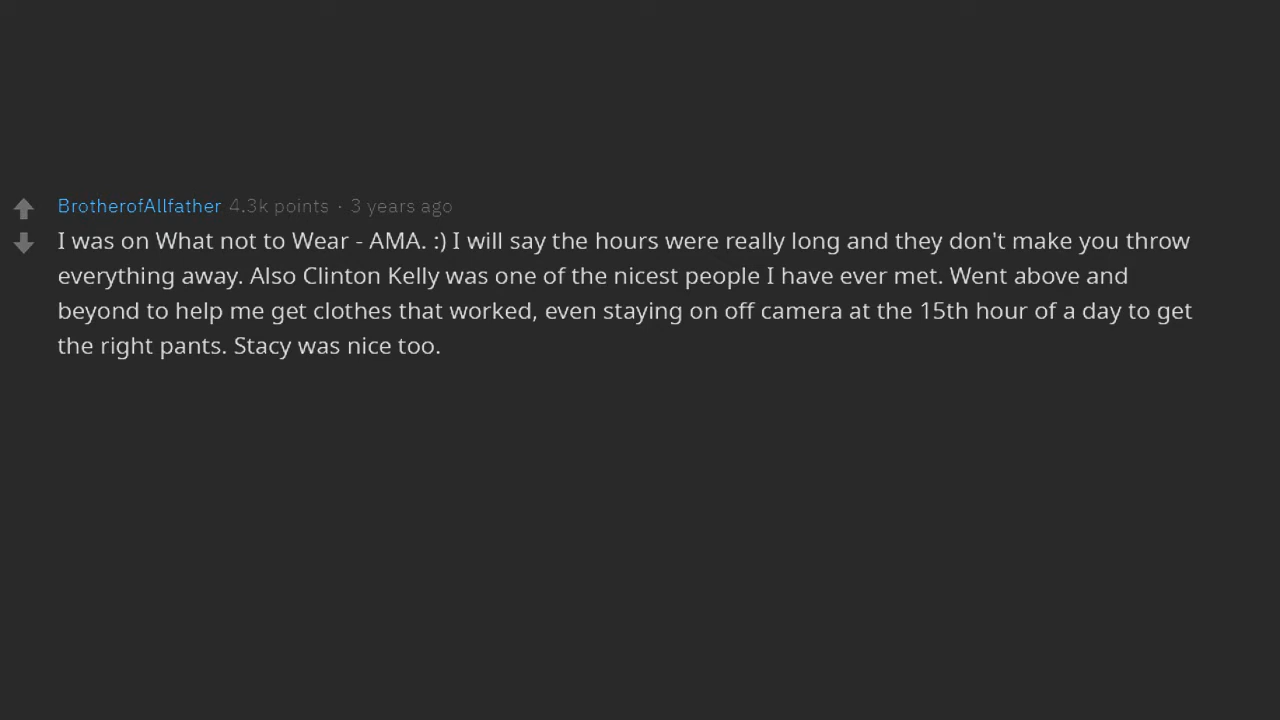 BrotherofAllfather 4.3k points · 3 years ago
I was on What not to Wear - AMA. :) I will say the hours were really long and they don't make you throw
everything away. Also Clinton Kelly was one of the nicest people I have ever met. Went above and
beyond to help me get clothes that worked, even staying on off camera at the 15th hour of a day to get
the right pants. Stacy was nice too.